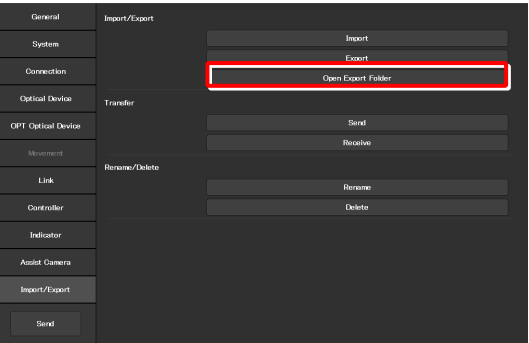 General
System
Connection
Optical Device
OPT Optical Device
Movement
Link
Controller
Indicator
Assist Camera
Import/Export
Send
Import/Export
Import
Export
Open Export Folder
Transfer
Send
Receive
Rename/Delete
Rename
Delete